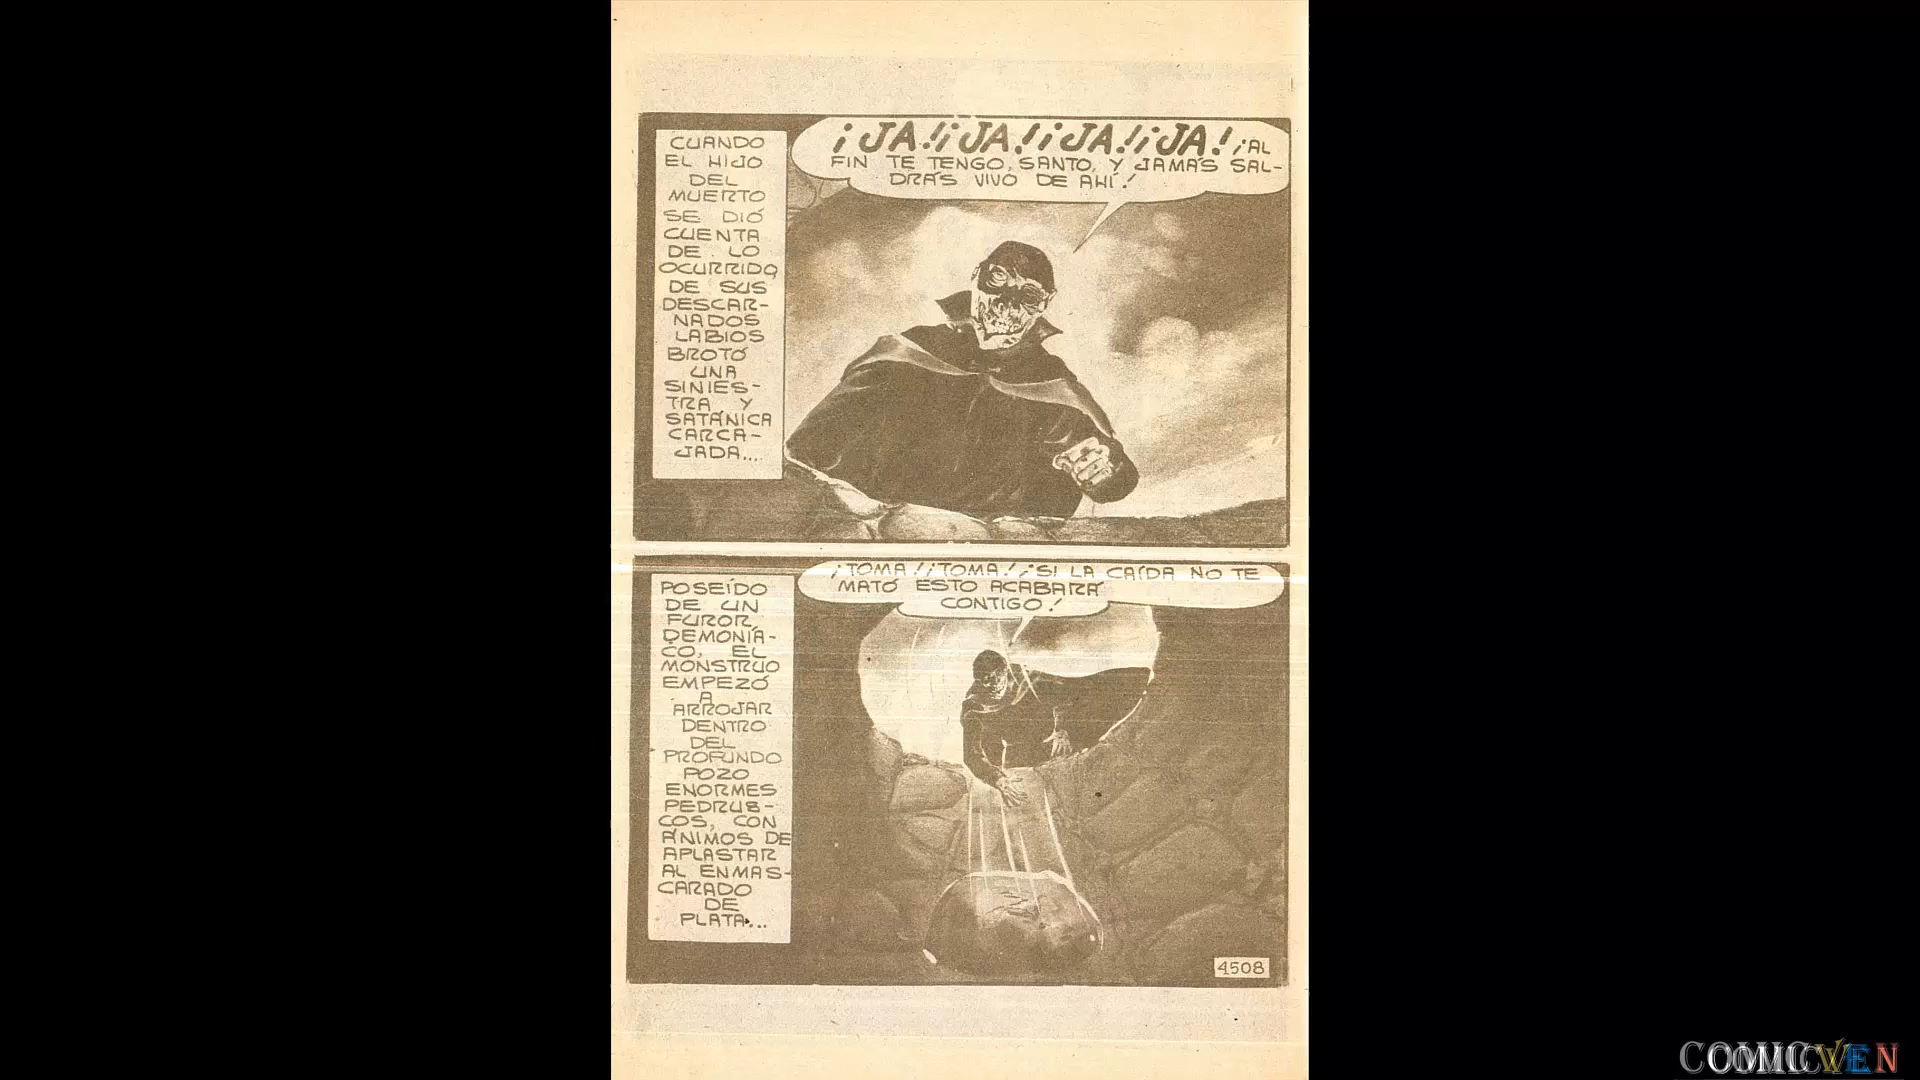 CUANDO
EL HIJO
DEL
MUERTO
SE DIÓ
CUENTA
DE LO
OCURRIDO,
DE SUS
DESCAR-
NADOS
LABIOS
BROTÓ
UNA
SINIES-
TRA Y
SATÁNICA
CARCA-
JADA...
¡JA!¡JA!¡JA!¡JA! ¡AL
FIN TE TENGO, SANTO, Y JAMÁS SAL-
DRÁS VIVO DE AHÍ!
POSEÍDO
DE UN
FUROR
DEMONÍA-
CO, EL
MONSTRUO
EMPEZÓ
A
ARROJAR
DENTRO
DEL
PROFUNDO
POZO
ENORMES
PEDRUS-
COS, CON
ÁNIMOS DE
APLASTAR
AL ENMAS-
CARADO
DE
PLATA...
¡TOMA!¡TOMA! ¡SI LA CAÍDA NO TE
MATÓ ESTO ACABARÁ
CONTIGO!
4508
COMICVEN